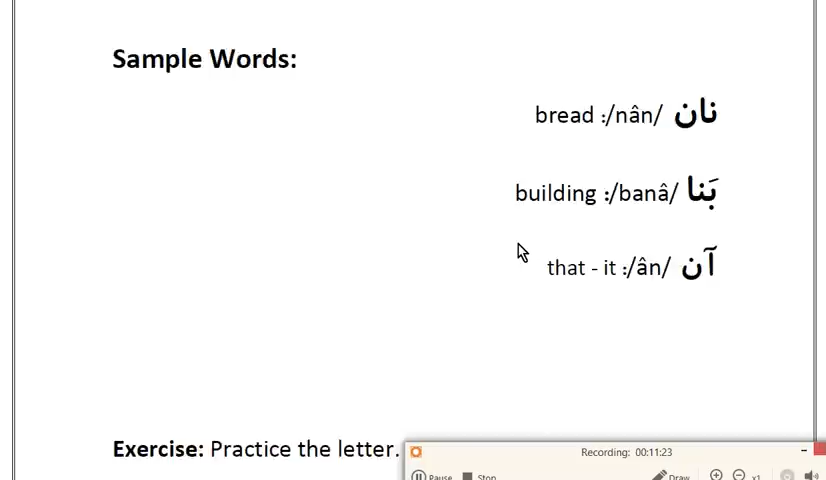 Sample Words:
نان /nân/: bread
بَنا /banâ/: building
آن /ân/: that - it
Exercise: Practice the letter.
Recording: 00:11:23
Pause Stop Draw x1